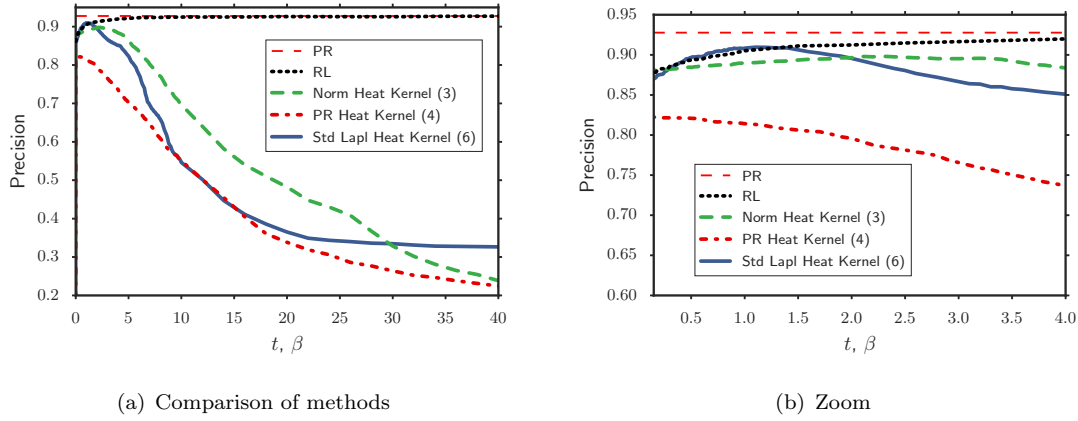 0.9
0.8
0.7
0.6
0.5
0.4
0.3
0.2
Precision
0
5
10
15
20
25
30
35
40
t, β
PR
RL
Norm Heat Kernel (3)
PR Heat Kernel (4)
Std Lapl Heat Kernel (6)
(a) Comparison of methods
0.95
0.90
0.85
0.80
0.75
0.70
0.65
0.60
Precision
0.5
1.0
1.5
2.0
2.5
3.0
3.5
4.0
t, β
PR
RL
Norm Heat Kernel (3)
PR Heat Kernel (4)
Std Lapl Heat Kernel (6)
(b) Zoom